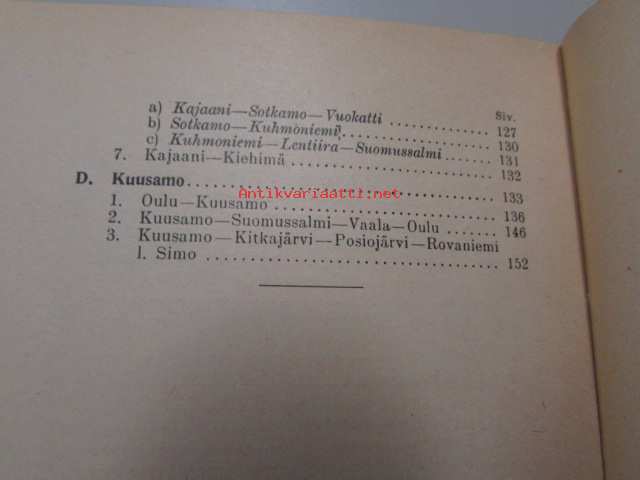 Siv.
a) Kajaani—Sotkamo—Vuokatti . . . . . . . . . . 127
b) Sotkamo—Kuhmoniemi, . . . . . . . . . . . . . 130
c) Kuhmoniemi—Lentiira—Suomussalmi . . . . 131
7. Kajaani—Kiehimä . . . . . . . . . . . . . . . . . . 132
D. Kuusamo . . . . . . . . . . . . . . . . . . . . . . . . . 133
Antikvariaatti.net
1. Oulu—Kuusamo . . . . . . . . . . . . . . . . . . . . 136
2. Kuusamo—Suomussalmi—Vaala—Oulu . . . . . . 146
3. Kuusamo—Kitkajärvi—Posiojärvi—Rovaniemi
l. Simo . . . . . . . . . . . . . . . . . . . . . . . . . 152